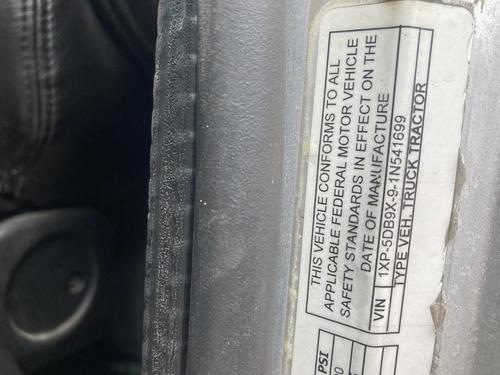 THIS VEHICLE CONFORMS TO ALL
APPLICABLE FEDERAL MOTOR VEHICLE
SAFETY STANDARDS IN EFFECT ON THE
DATE OF MANUFACTURE
VIN 1XP-5DB9X-9-1N541699
TYPE VEH. TRUCK TRACTOR
PSI